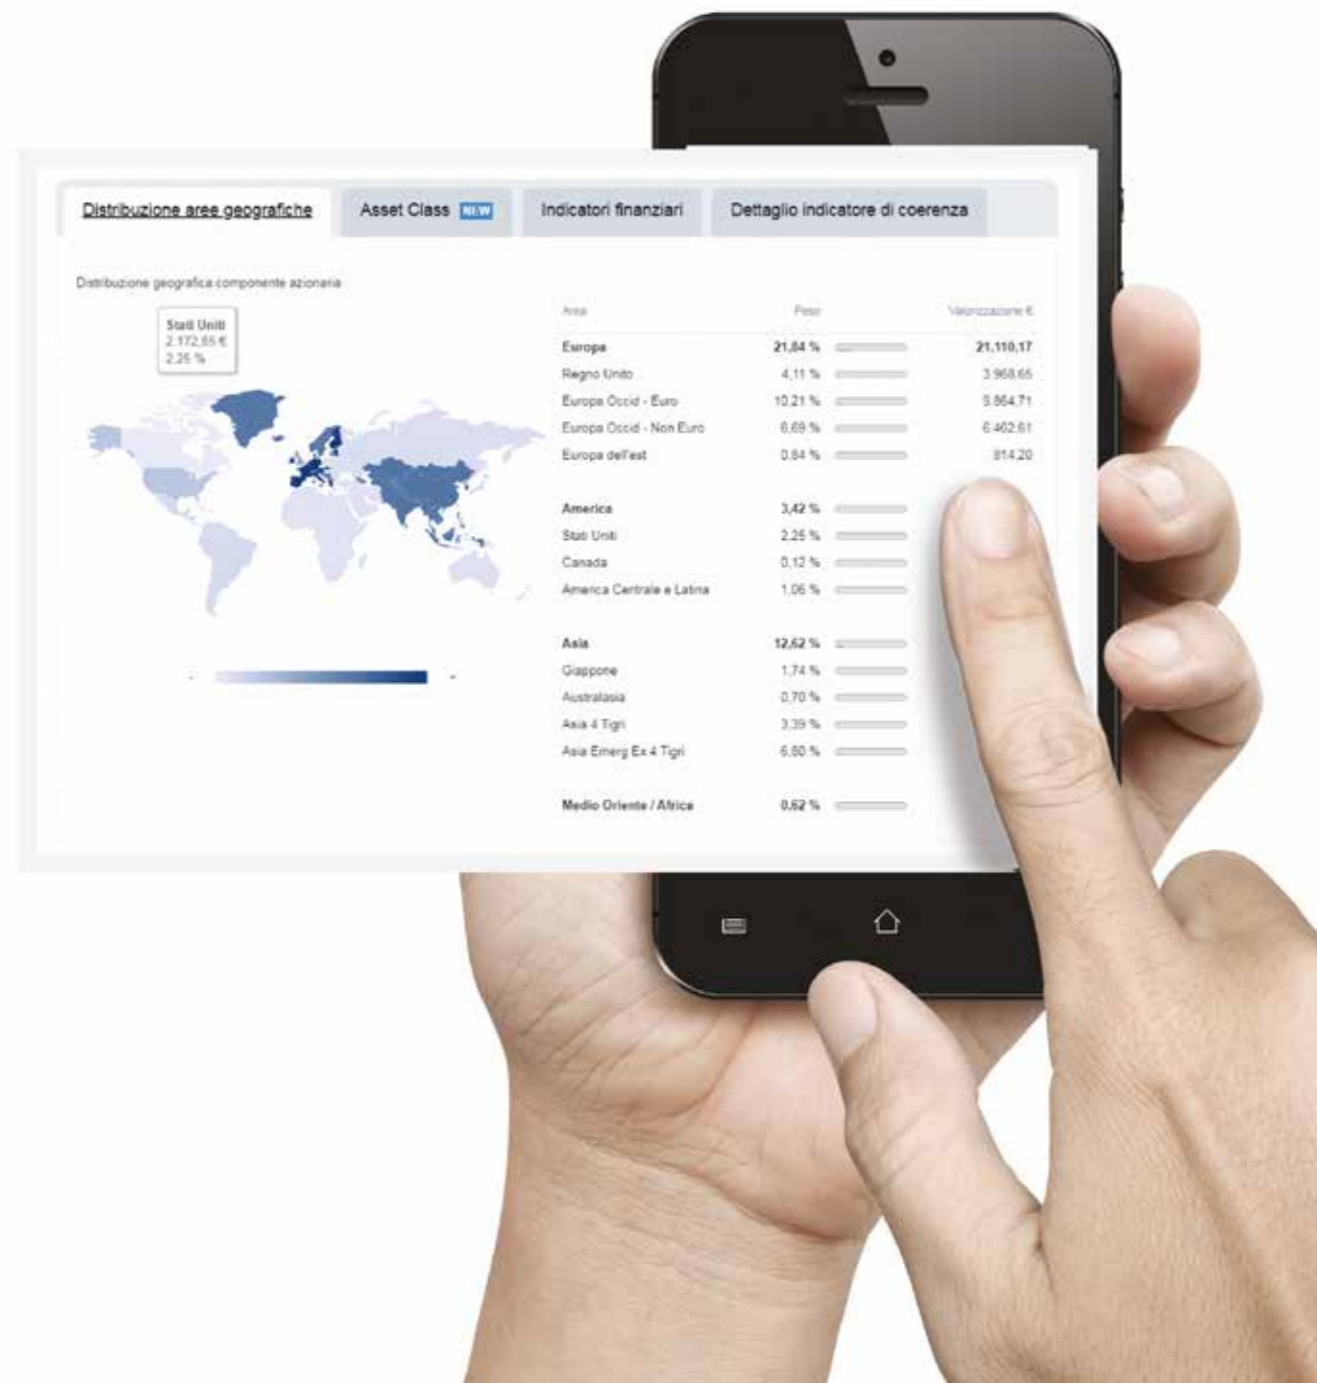 Distribuzione aree geografiche
Asset Class NEW
Indicatori finanziari
Dettaglio indicatore di coerenza
Distribuzione geografica componente azionaria
Stati Uniti
2.172,65 €
2,25 %
Area Peso Valorizzazione €
Europa 21,84 % 21.110,17
Regno Unito 4,11 % 3.968,65
Europa Occid - Euro 10,21 % 9.864,71
Europa Occid - Non Euro 6,69 % 6.462,61
Europa dell'est 0,84 % 814,20
America 3,42 %
Stati Uniti 2,25 %
Canada 0,12 %
America Centrale e Latina 1,06 %
Asia 12,62 %
Giappone 1,74 %
Australasia 0,70 %
Asia 4 Tigri 3,39 %
Asia Emerg Ex 4 Tigri 6,80 %
Medio Oriente / Africa 0,62 %
- +